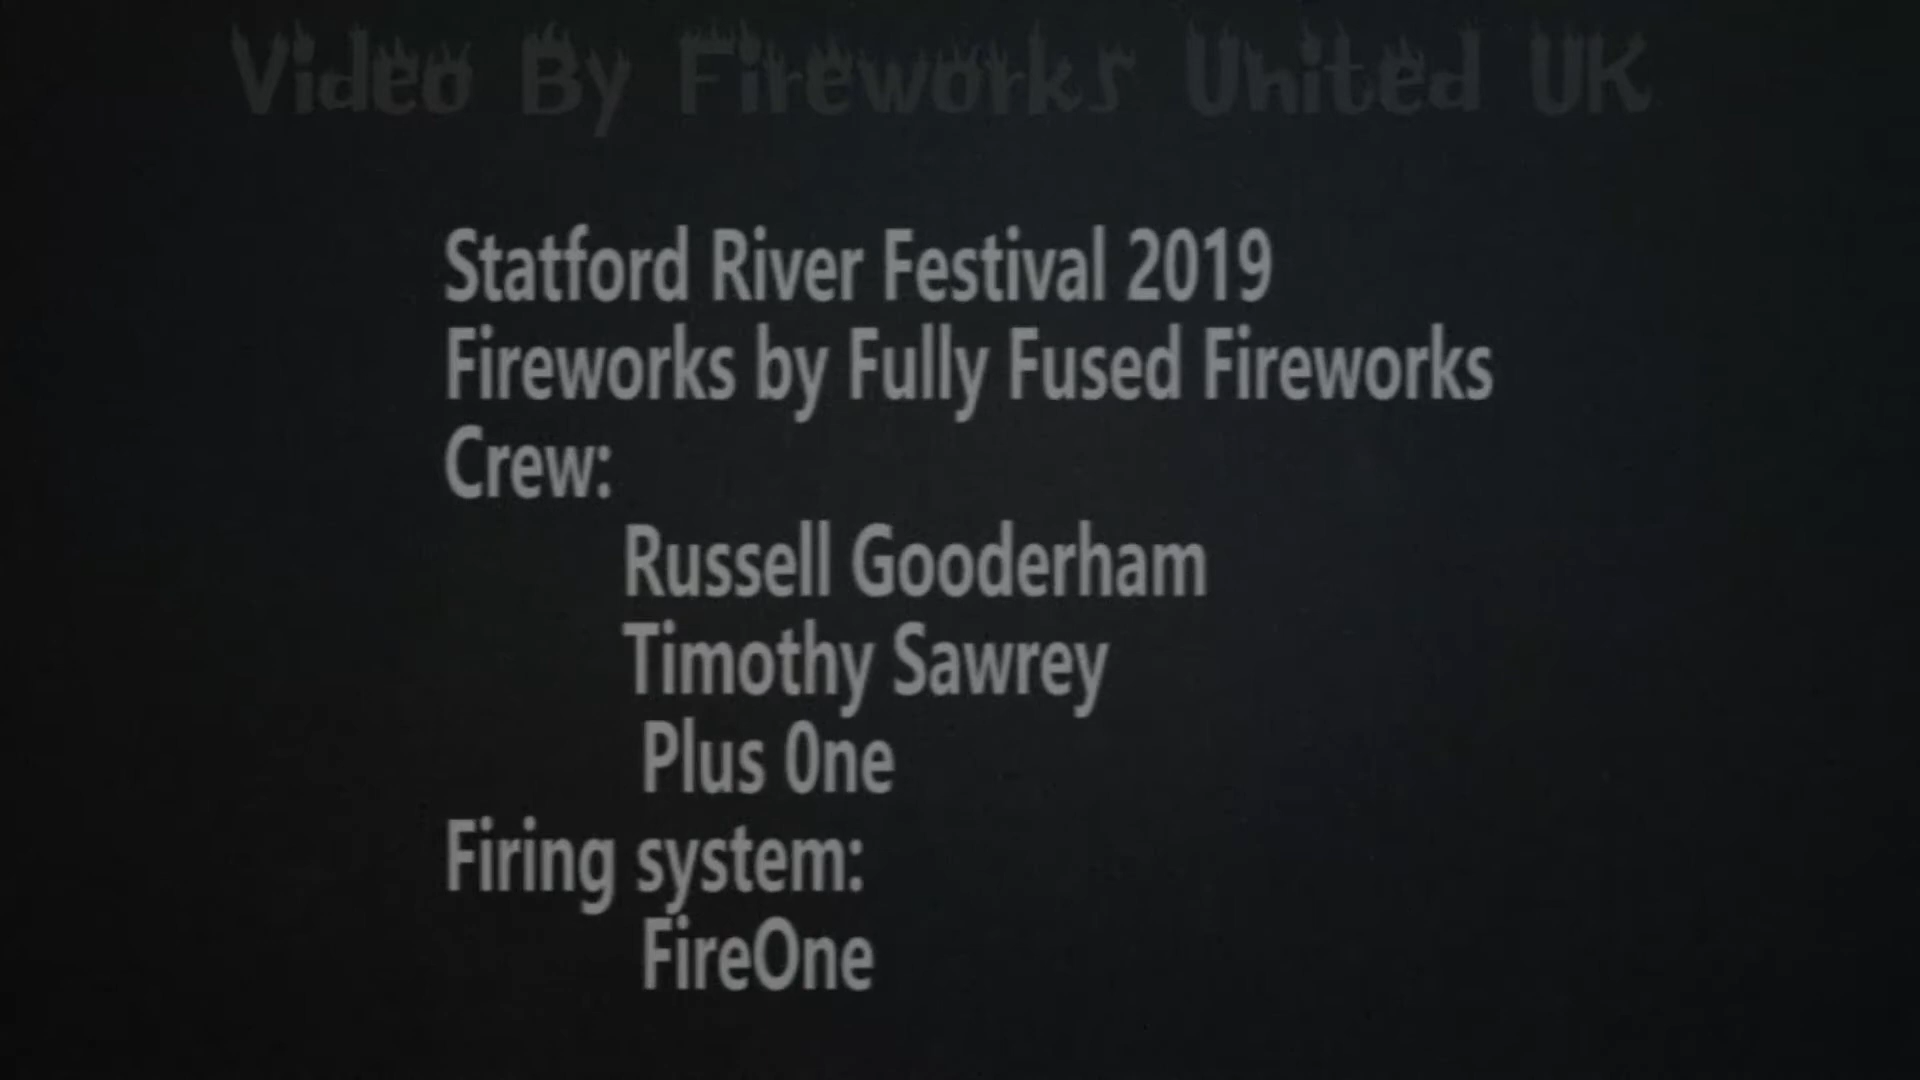 Video By Fireworks United UK
Statford River Festival 2019
Fireworks by Fully Fused Fireworks
Crew:
Russell Gooderham
Timothy Sawrey
Plus 0ne
Firing system:
FireOne